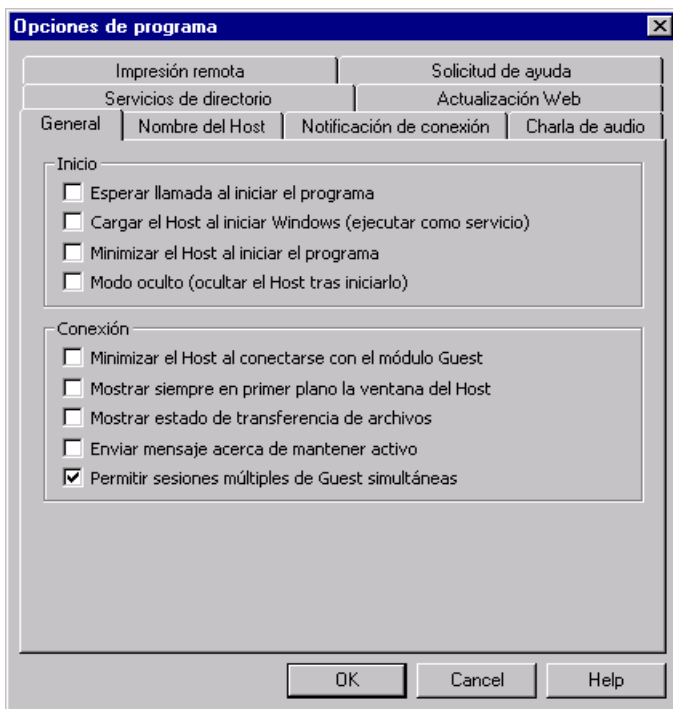 Opciones de programa
Impresión remota
Solicitud de ayuda
Servicios de directorio
Actualización Web
General
Nombre del Host
Notificación de conexión
Charla de audio
Inicio
Esperar llamada al iniciar el programa
Cargar el Host al iniciar Windows (ejecutar como servicio)
Minimizar el Host al iniciar el programa
Modo oculto (ocultar el Host tras iniciarlo)
Conexión
Minimizar el Host al conectarse con el módulo Guest
Mostrar siempre en primer plano la ventana del Host
Mostrar estado de transferencia de archivos
Enviar mensaje acerca de mantener activo
Permitir sesiones múltiples de Guest simultáneas
OK
Cancel
Help